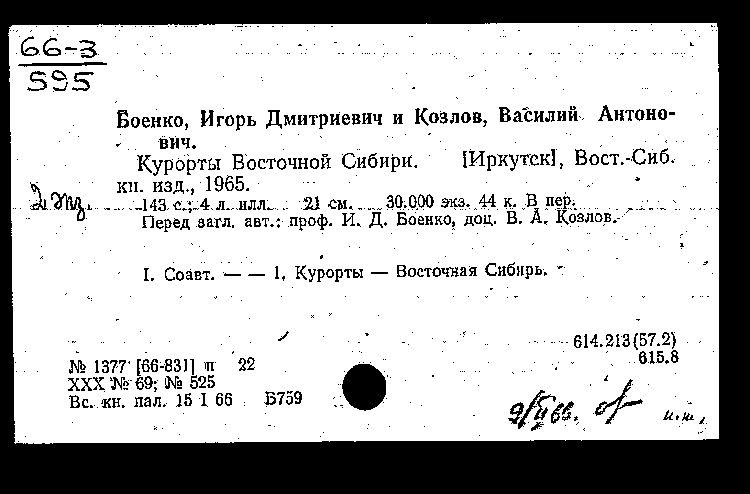 66-3
595
Боенко, Игорь Дмитриевич и Козлов, Василий Антоно-
вич.
Курорты Восточной Сибири. [Иркутск], Вост.-Сиб.
кн. изд., 1965.
2 экз. 143 с.; 4 л. илл. 21 см. 30.000 экз. 44 к. В пер.
Перед загл. авт.: проф. И. Д. Боенко, доц. В. А. Козлов.
I. Соавт. — — 1. Курорты — Восточная Сибирь.
614.213(57.2)
615.8
№ 1377 [66-831] п 22
XXX № 69; № 525
Вс. кн. пал. 15 I 66 Б759